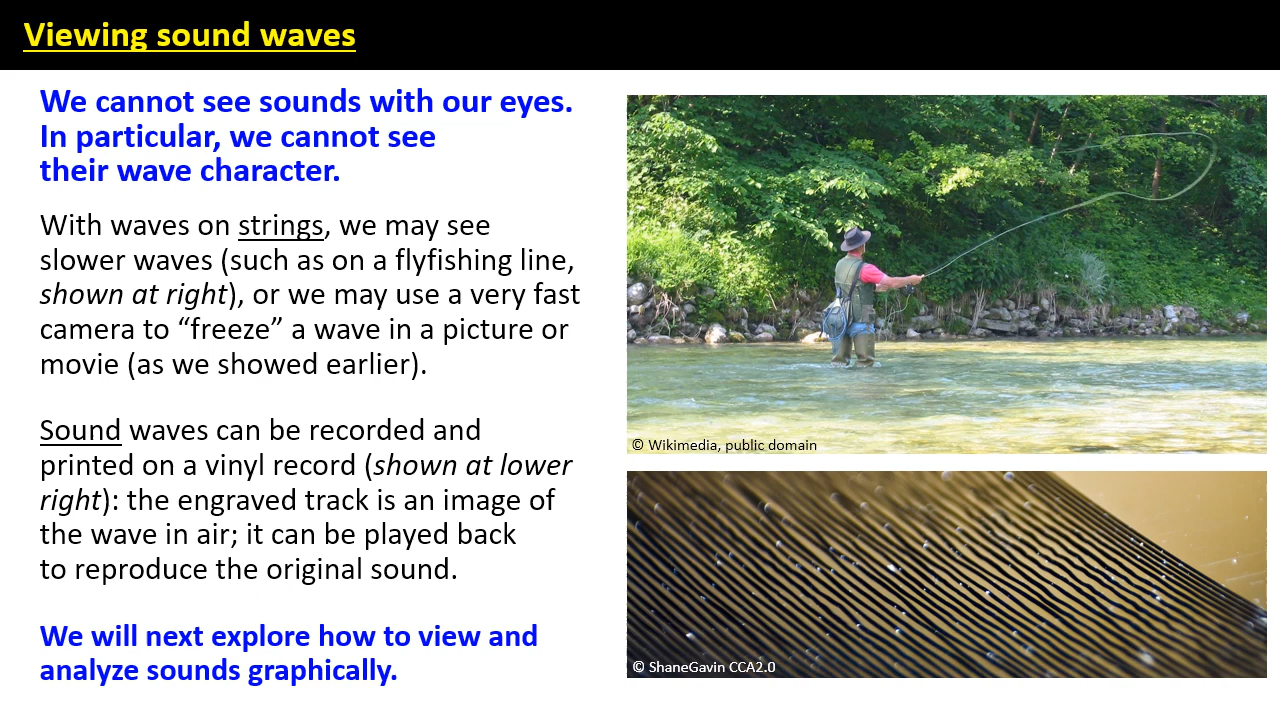 Viewing sound waves
We cannot see sounds with our eyes.
In particular, we cannot see
their wave character.
With waves on strings, we may see
slower waves (such as on a flyfishing line,
shown at right), or we may use a very fast
camera to “freeze” a wave in a picture or
movie (as we showed earlier).
Sound waves can be recorded and
printed on a vinyl record (shown at lower
right): the engraved track is an image of
the wave in air; it can be played back
to reproduce the original sound.
We will next explore how to view and
analyze sounds graphically.
© Wikimedia, public domain
© ShaneGavin CCA2.0